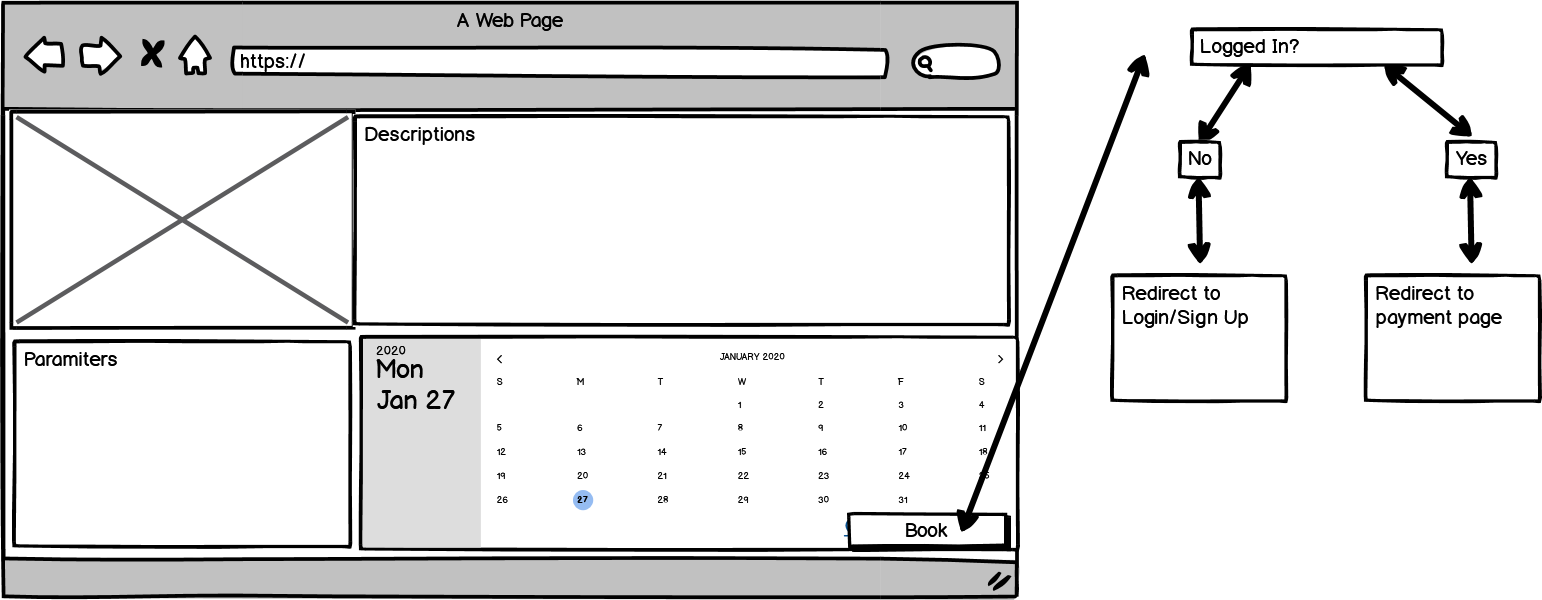 A Web Page
https://
Descriptions
Paramiters
2020
Mon
Jan 27
JANUARY 2020
S M T W T F S
1 2 3 4
5 6 7 8 9 10 11
12 13 14 15 16 17 18
19 20 21 22 23 24
26 27 28 29 30 31
Book
Logged In?
No
Yes
Redirect to
Login/Sign Up
Redirect to
payment page